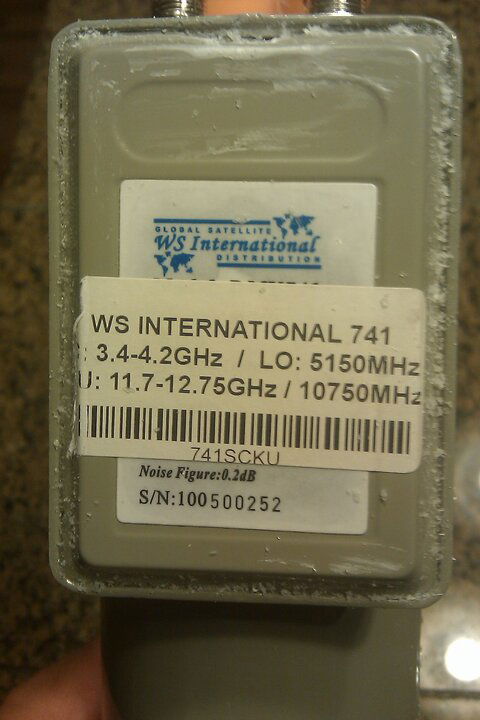 GLOBAL SATELLITE
WS International
DISTRIBUTION
WS INTERNATIONAL 741
: 3.4-4.2GHz / LO: 5150MHz
U: 11.7-12.75GHz / 10750MHz
741SCKU
Noise Figure:0.2dB
S/N:100500252